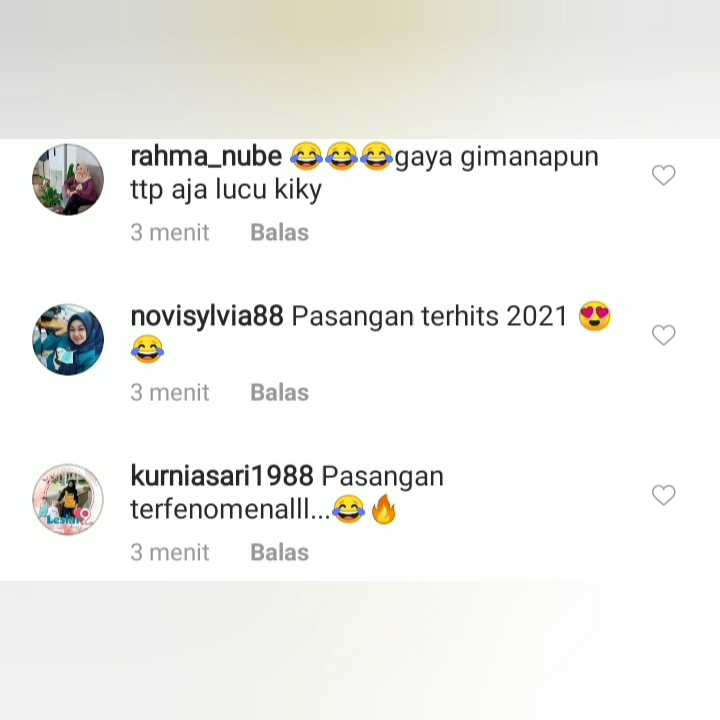 rahma_nube 😂😂😂gaya gimanapun
ttp aja lucu kiky
3 menit Balas
novisylvia88 Pasangan terhits 2021 😍
😂
3 menit Balas
kurniasari1988 Pasangan
terfenomenalll...😂🔥
3 menit Balas